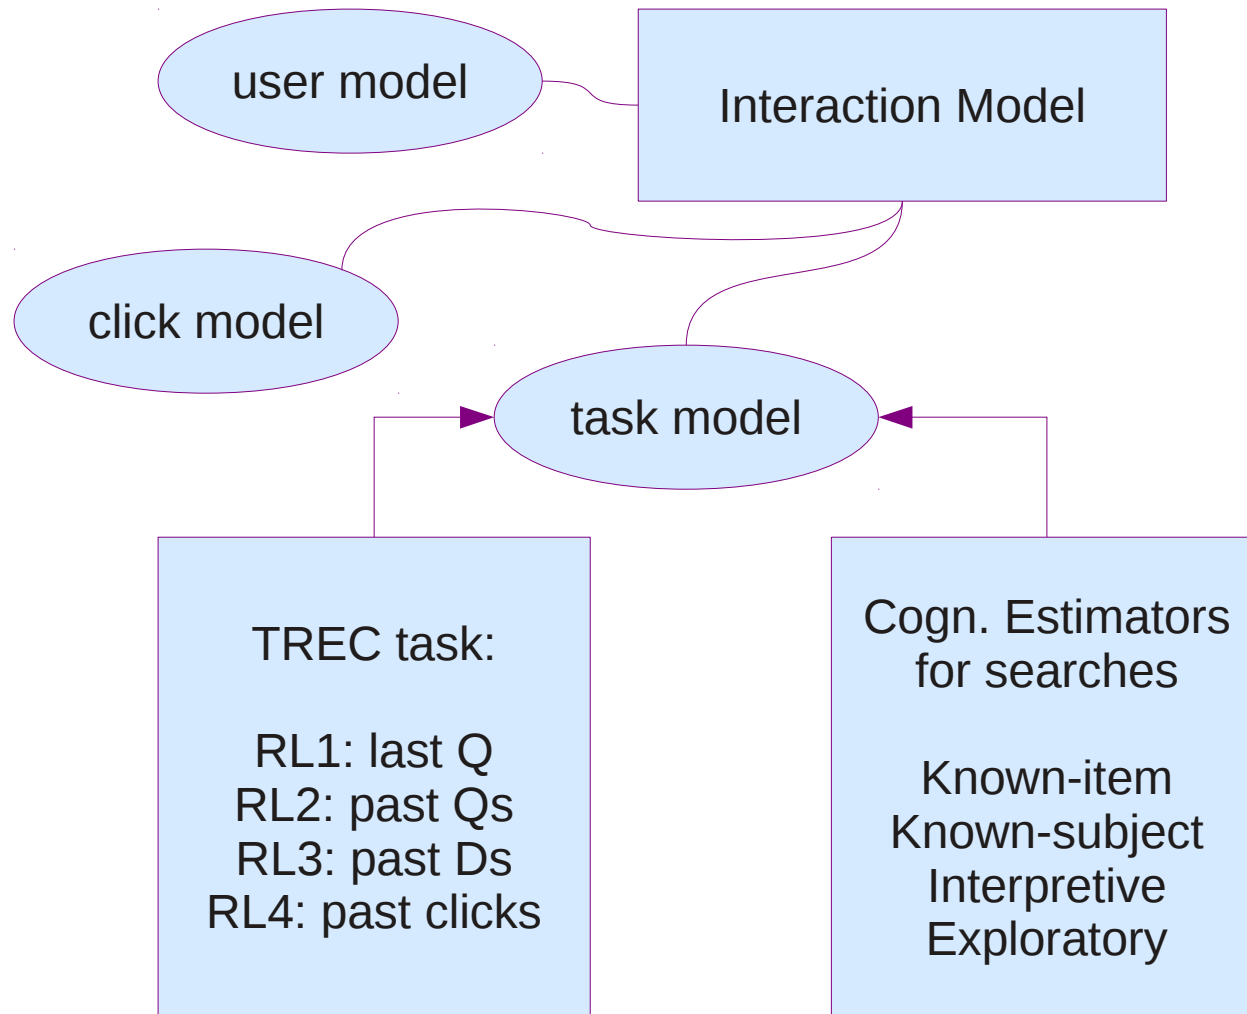 user model
Interaction Model
click model
task model
TREC task:
RL1: last Q
RL2: past Qs
RL3: past Ds
RL4: past clicks
Cogn. Estimators
for searches
Known-item
Known-subject
Interpretive
Exploratory